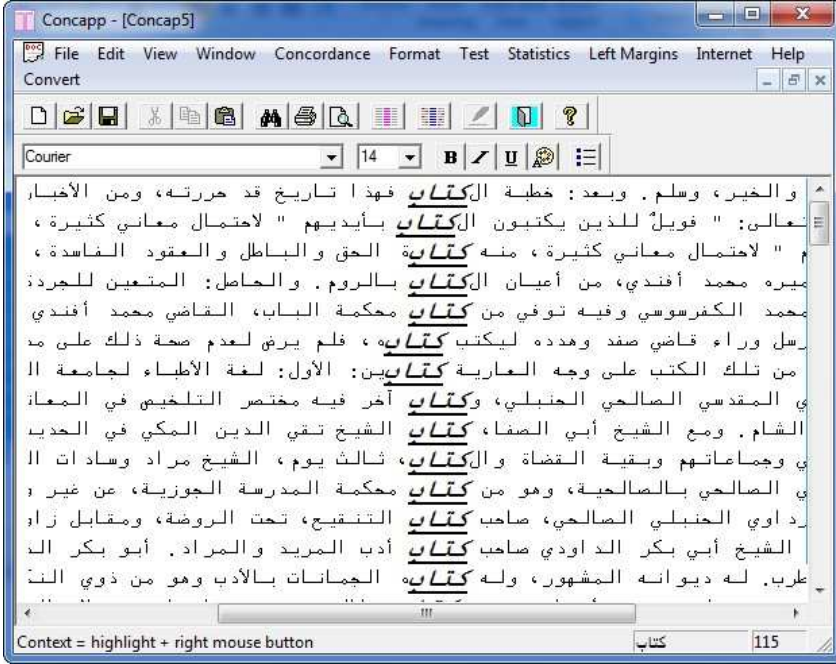 Concapp - [Concap5]
File Edit View Window Concordance Format Test Statistics Left Margins Internet Help
Convert
Courier 14 B I U
والخير، وسلم. وبعد: خطبة الكتاب فهذا تاريخ قد حررته، ومن الأخبار
تعالى: " فويلٌ للذين يكتبون الكتاب بأيديهم " لاحتمال معاني كثيرة،
م " لاحتمال معاني كثيرة، منه كتابة الحق والباطل والعقود الفاسدة،
ميره محمد أفندي، من أعيان الكتاب بالروم. والحاصل: المتعين للجردة
محمد الكفرسوسي وفيه توفي من كتاب محكمة الباب، القاضي محمد أفندي
رسل وراء قاضي صفد وهدده ليكتب كتابه، فلم يرض لعدم صحة ذلك على مد
من تلك الكتب على وجه العارية كتابين: الأول: لغة الأطباء لجامعة ال
ي المقدسي الصالحي الحنبلي، وكتاب آخر فيه مختصر التلخيص في المعان
الشام. ومع الشيخ أبي الصفا، كتاب الشيخ تقي الدين المكي في الحديث
ي وجماعاتهم وبقية القضاة والكتاب، ثالث يوم، الشيخ مراد وسادات ال
ي الصالحي بالصالحية، وهو من كتاب محكمة المدرسة الجوزية، عن غير و
رداوي الحنبلي الصالحي، صاحب كتاب التنقيح، تحت الروضة، ومقابل زاو
الشيخ أبي بكر الداودي صاحب كتاب أدب المريد والمراد. أبو بكر الد
طرب. له ديوانه المشهور، وله كتابه الجمانات بالأدب وهو من ذوي الن
Context = highlight + right mouse button كتاب 115